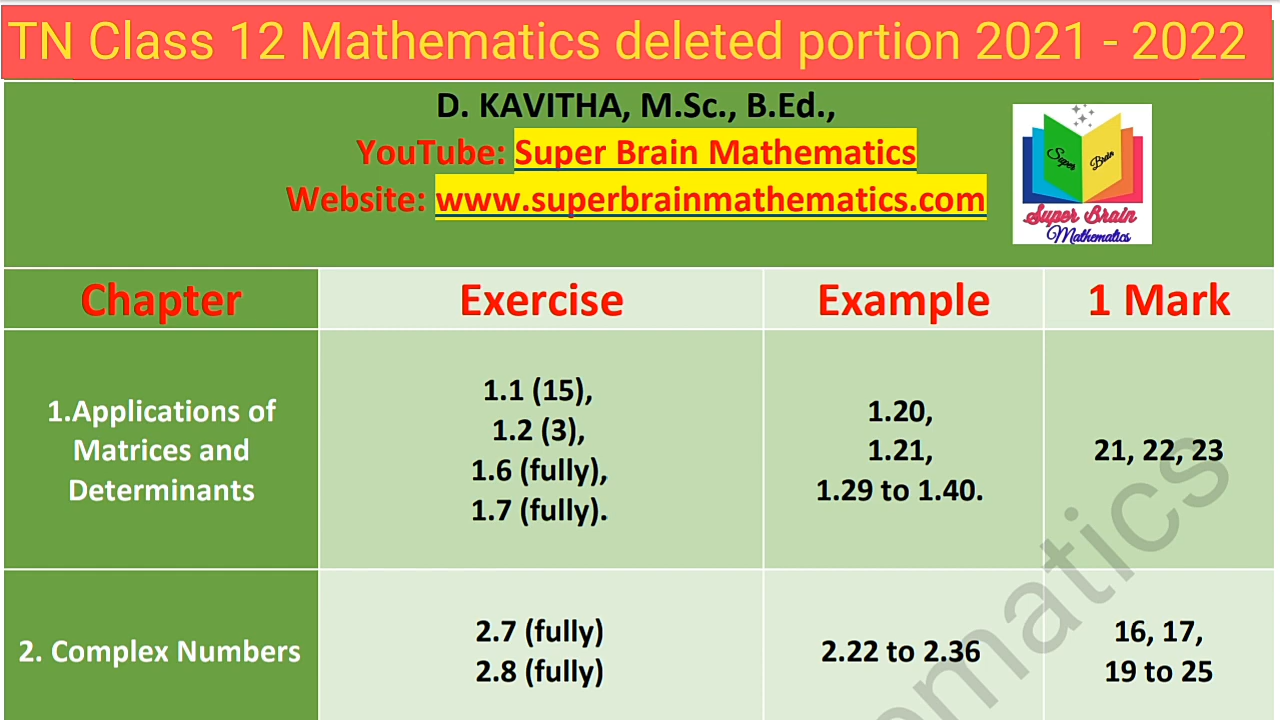 TN Class 12 Mathematics deleted portion 2021 - 2022
D. KAVITHA, M.Sc., B.Ed.,
YouTube: Super Brain Mathematics
Website: www.superbrainmathematics.com
Super Brain
Super Brain
Mathematics
Chapter Exercise Example 1 Mark
1.Applications of
Matrices and
Determinants
1.1 (15),
1.2 (3),
1.6 (fully),
1.7 (fully).
1.20,
1.21,
1.29 to 1.40.
21, 22, 23
2. Complex Numbers
2.7 (fully)
2.8 (fully)
2.22 to 2.36
16, 17,
19 to 25
ematics